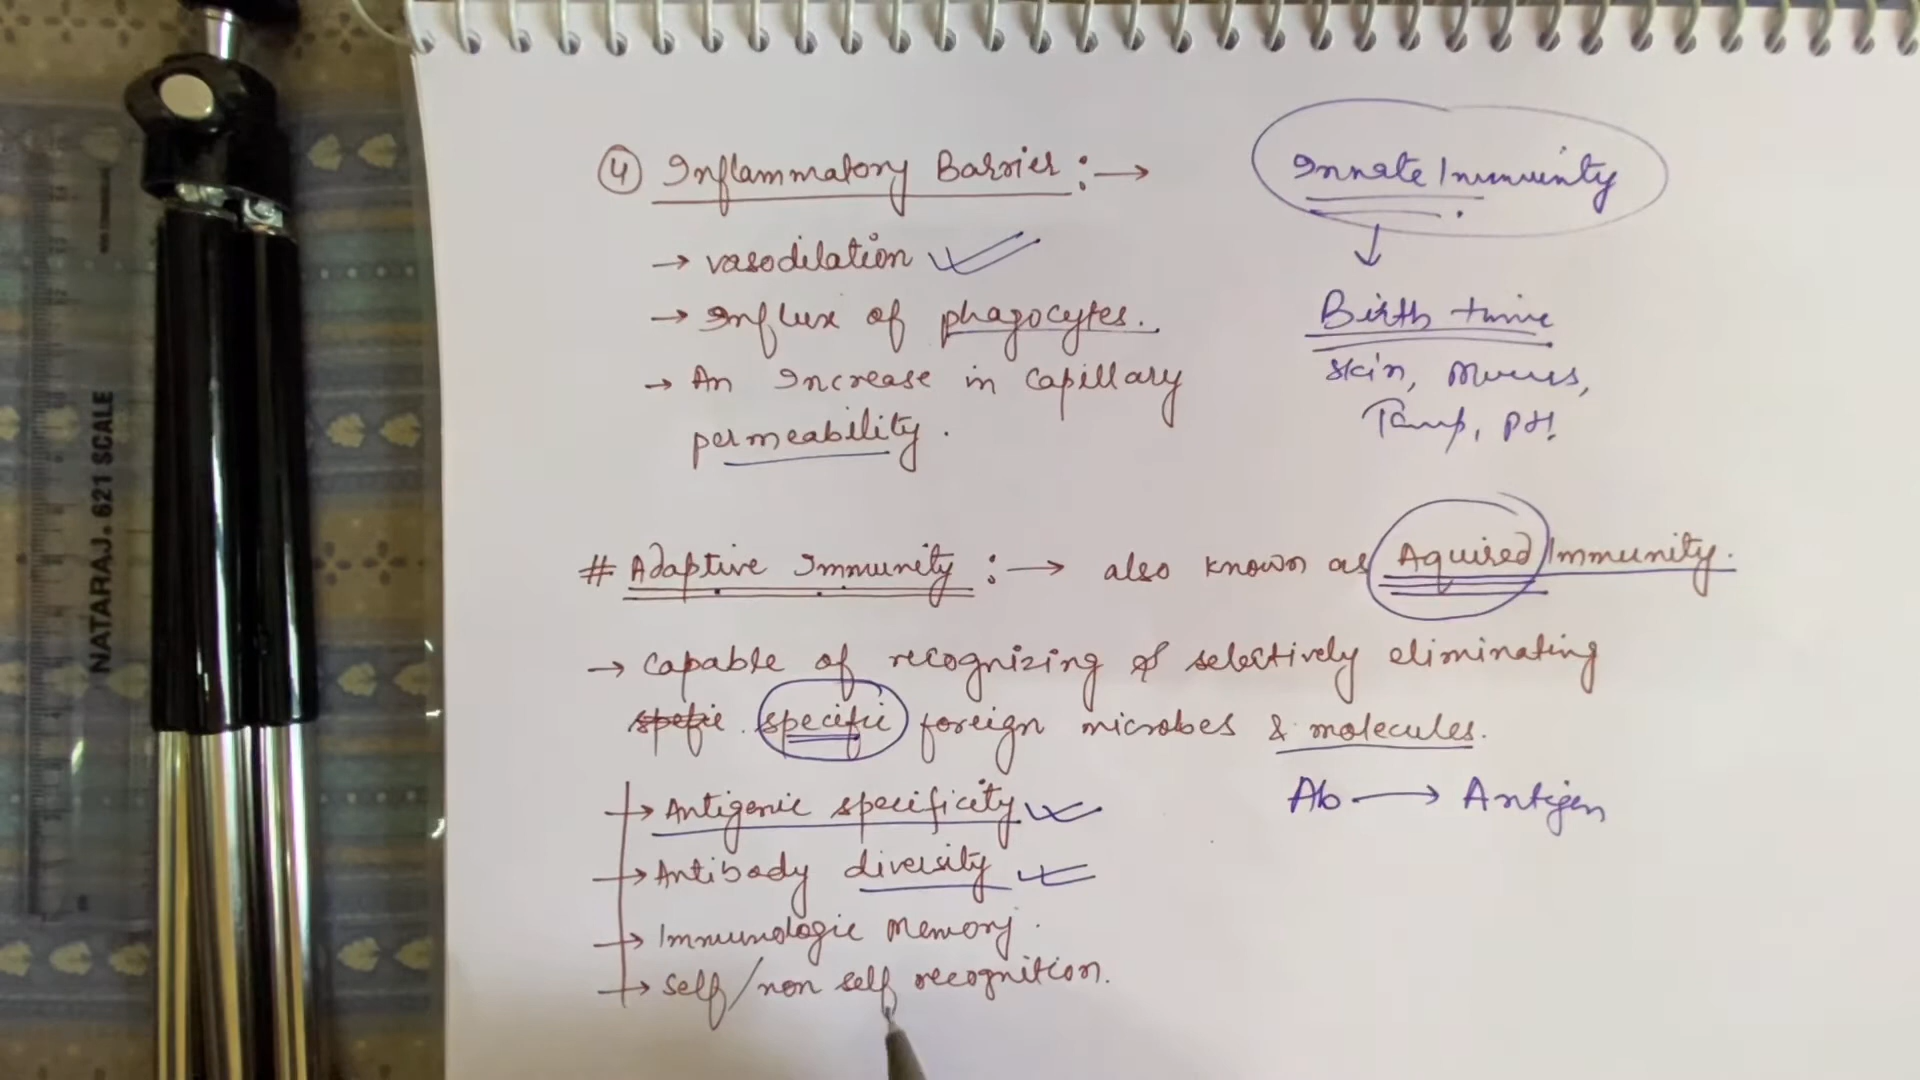 ④ Inflammatory Barrier :→
→ vasodilation
→ Influx of phagocytes.
→ An Increase in capillary
permeability.
Innate Immunity
↓
Birth time
skin, Mucus,
Temp, PH.
# Adaptive Immunity :→ also known as Aquired Immunity.
→ capable of recognizing & selectively eliminating
spefic. specific foreign microbes & molecules.
Ab → Antigen
→ Antigenic specificity
→ Antibody diversity
→ Immunologic Memory.
→ self/non self recognition.
NATARAJ. 621 SCALE